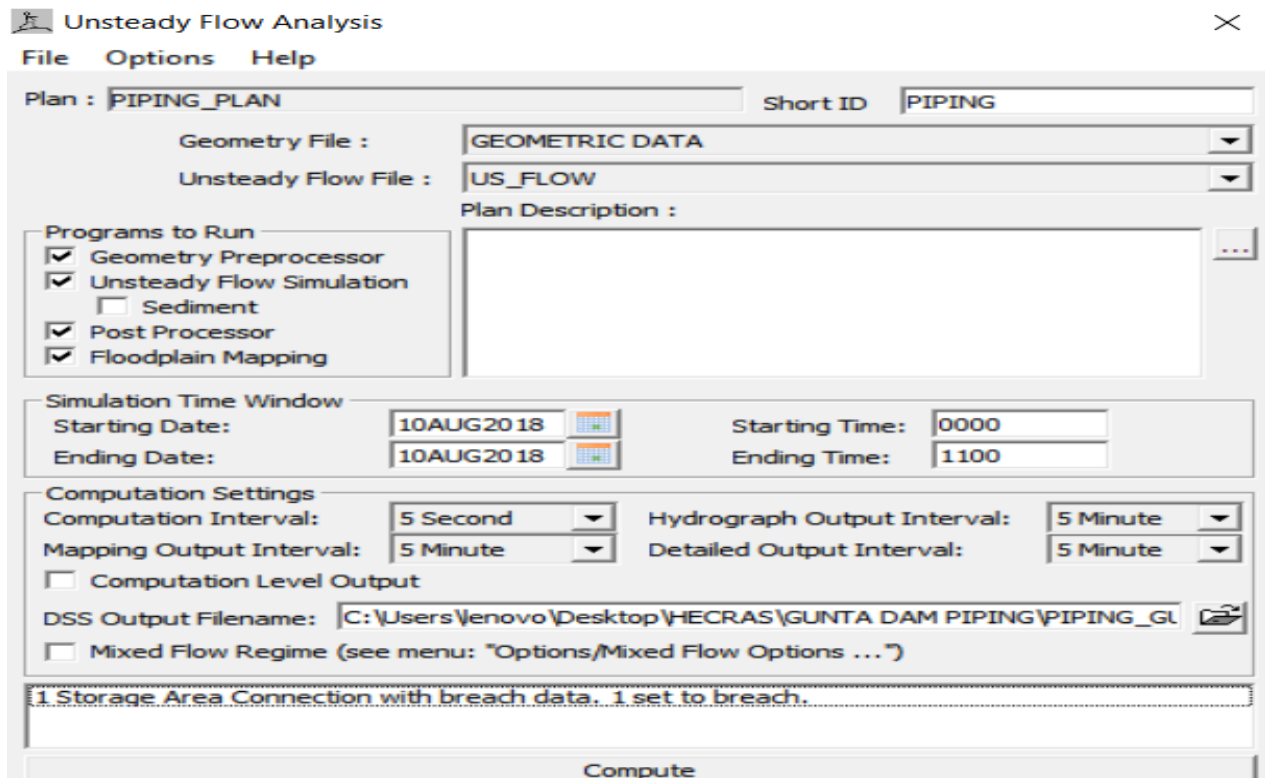 Unsteady Flow Analysis
File Options Help
Plan : PIPING_PLAN Short ID PIPING
Geometry File : GEOMETRIC DATA
Unsteady Flow File : US_FLOW
Plan Description :
Programs to Run
Geometry Preprocessor
...
Unsteady Flow Simulation
Sediment
Post Processor
Floodplain Mapping
Simulation Time Window
Starting Date: 10AUG2018 Starting Time: 0000
Ending Date: 10AUG2018 Ending Time: 1100
Computation Settings
Computation Interval: 5 Second Hydrograph Output Interval: 5 Minute
Mapping Output Interval: 5 Minute Detailed Output Interval: 5 Minute
Computation Level Output
DSS Output Filename: C:\Users\lenovo\Desktop\HECRAS\GUNTA DAM PIPING\PIPING_GU
Mixed Flow Regime (see menu: "Options/Mixed Flow Options ...")
1 Storage Area Connection with breach data. 1 set to breach.
Compute